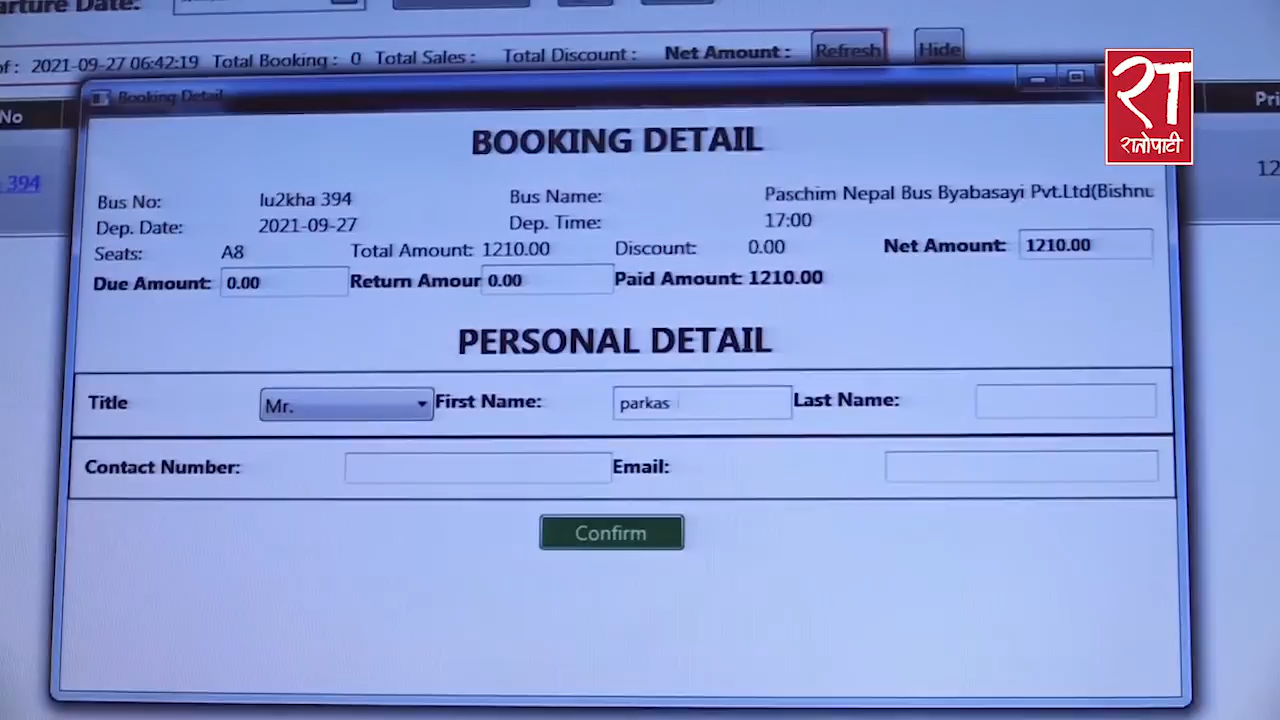 arture Date:
of : 2021-09-27 06:42:19 Total Booking : 0 Total Sales : Total Discount : Net Amount : Refresh Hide
No
394
12
Booking Detail
रा
रातोपाटी
BOOKING DETAIL
Bus No: lu2kha 394 Bus Name: Paschim Nepal Bus Byabasayi Pvt.Ltd(Bishnu
Dep. Date: 2021-09-27 Dep. Time: 17:00
Seats: A8 Total Amount: 1210.00 Discount: 0.00 Net Amount: 1210.00
Due Amount: 0.00 Return Amour 0.00 Paid Amount: 1210.00
PERSONAL DETAIL
Title Mr. First Name: parkas Last Name:
Contact Number: Email:
Confirm